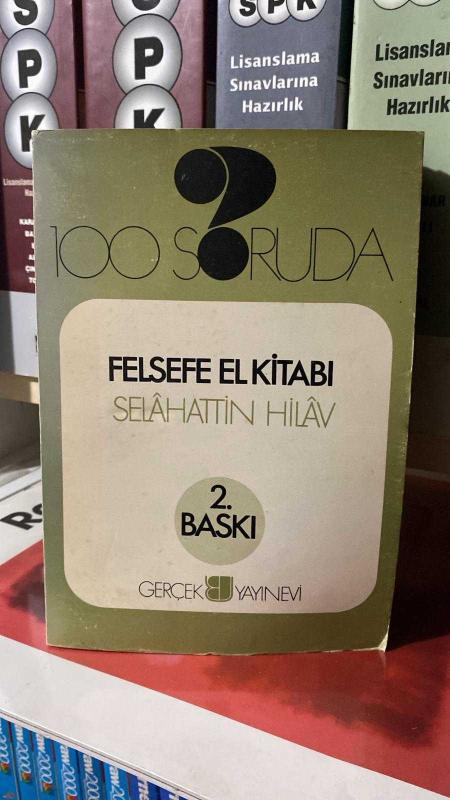 S
P
K
S
P
K
SPK
Lisanslama
Sınavlarına
Hazırlık
Lisanslama
Hazırlık
?
100 SORUDA
FELSEFE EL KİTABI
SELÂHATTİN HİLÂV
2.
BASKI
GERÇEK YAYINEVİ